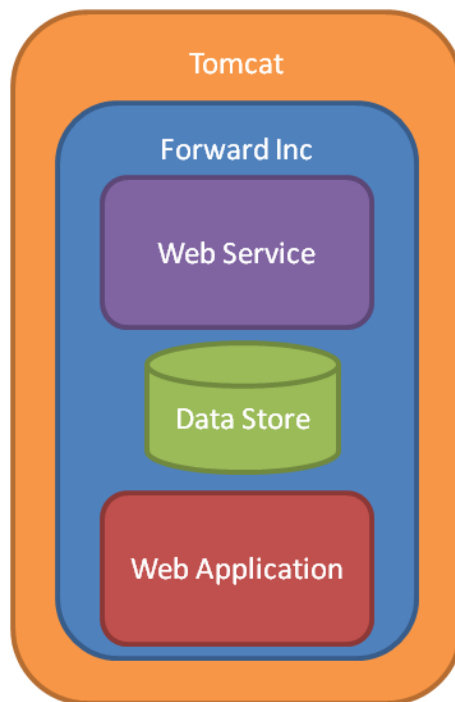 Tomcat
Forward Inc
Web Service
Data Store
Web Application